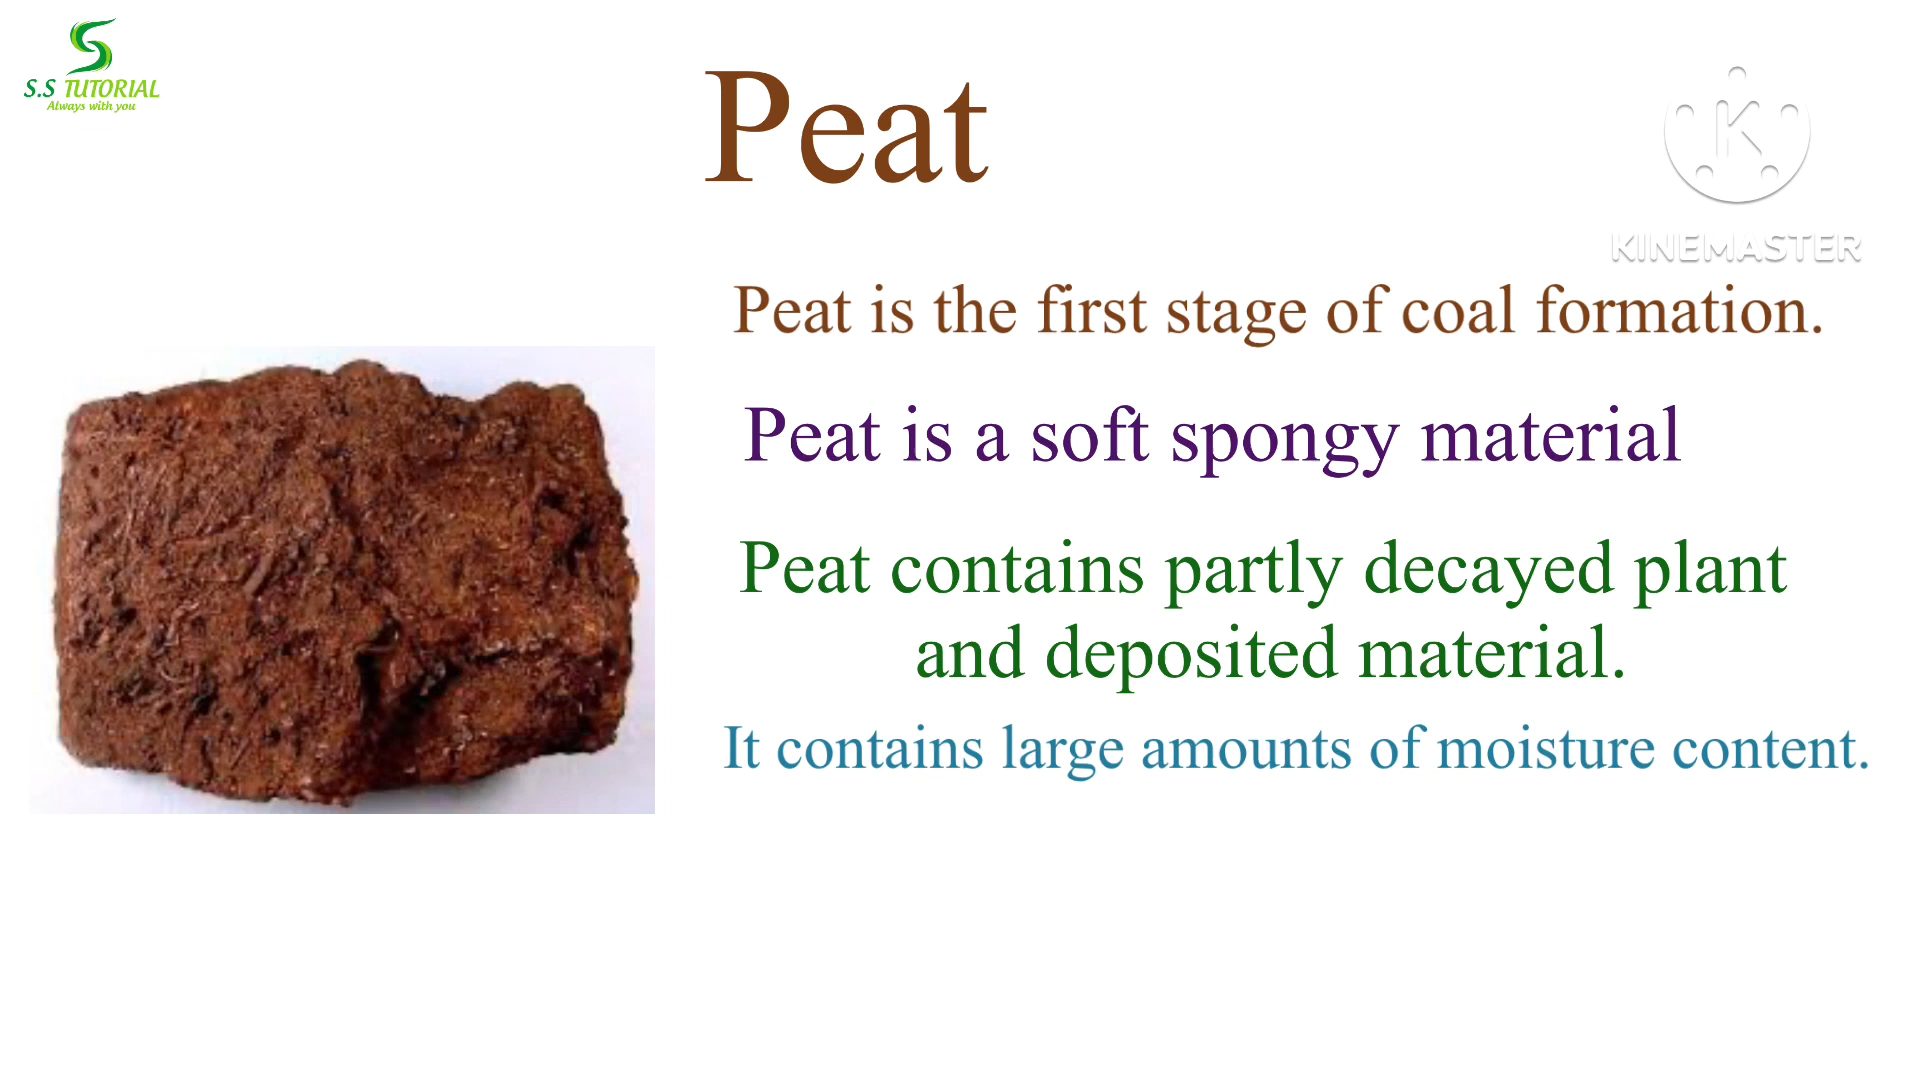 S.S TUTORIAL
Always with you
Peat
KINEMASTER
Peat is the first stage of coal formation.
Peat is a soft spongy material
Peat contains partly decayed plant
and deposited material.
It contains large amounts of moisture content.